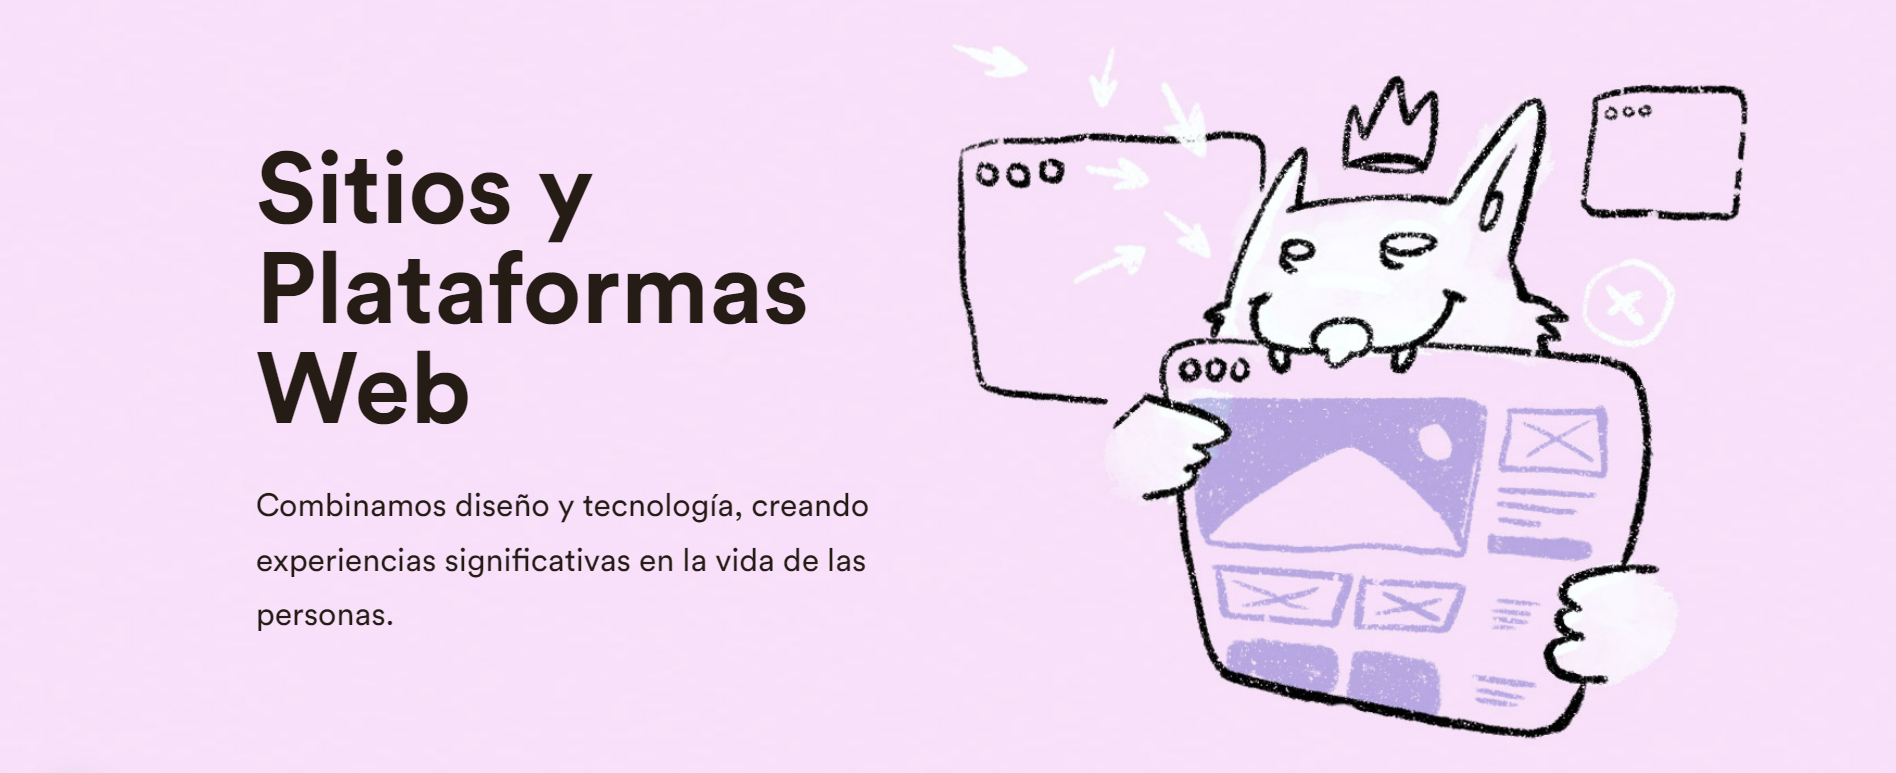 Sitios y
Plataformas
Web
Combinamos diseño y tecnología, creando
experiencias significativas en la vida de las
personas.